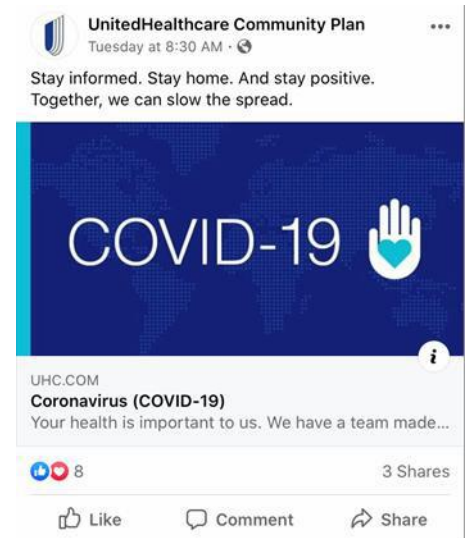 UnitedHealthcare Community Plan
Tuesday at 8:30 AM ·
Stay informed. Stay home. And stay positive.
Together, we can slow the spread.
COVID-19
i
UHC.COM
Coronavirus (COVID-19)
Your health is important to us. We have a team made...
8
3 Shares
Like
Comment
Share